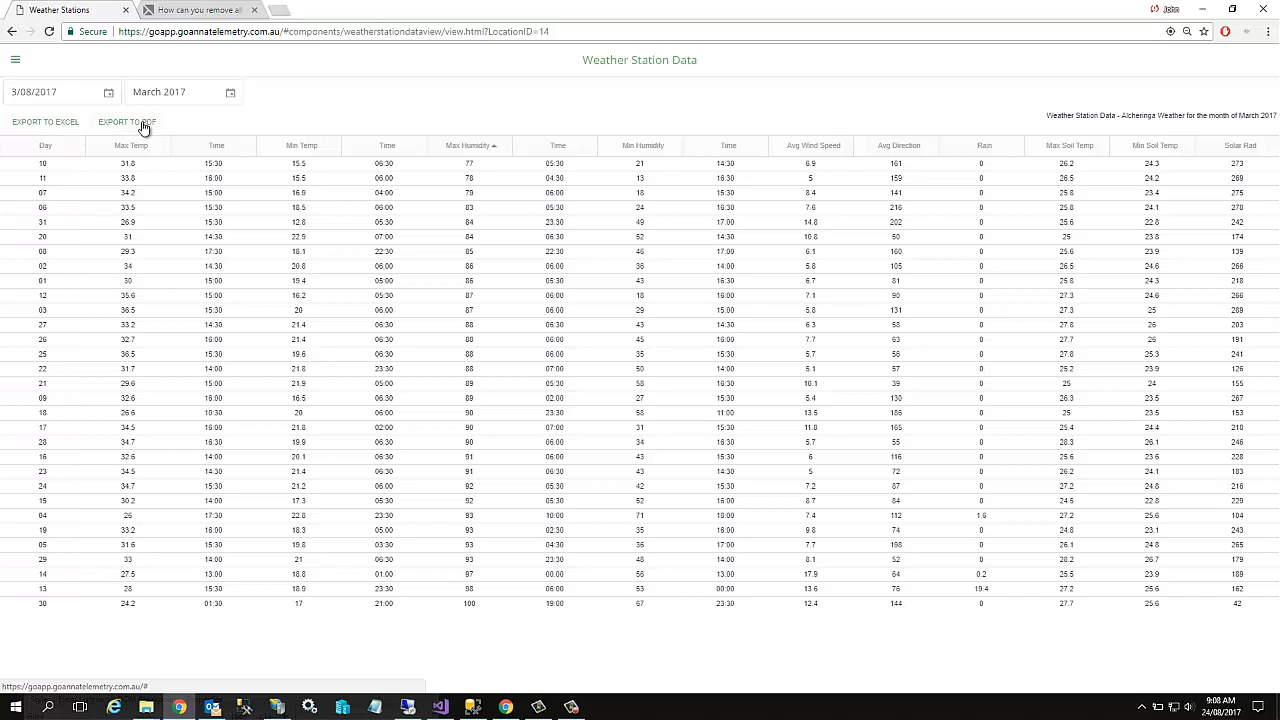 Weather Stations
How can you remove all
John
Secure
https://goapp.goannatelemetry.com.au/#components/weatherstationdataview/view.html?LocationID=14
Weather Station Data
3/08/2017 March 2017
EXPORT TO EXCEL EXPORT TO PDF
Weather Station Data - Alcheringa Weather for the month of March 2017
Day Max Temp Time Min Temp Time Max Humidity Time Min Humidity Time Avg Wind Speed Avg Direction Rain Max Soil Temp Min Soil Temp Solar Rad
10 31.8 15:30 15.5 06:30 77 05:30 21 14:30 6.9 161 0 26.2 24.3 273
11 33.8 16:00 15.5 06:00 78 04:30 13 16:30 5 159 0 26.5 24.2 269
07 34.2 16:00 16.9 04:00 79 06:00 18 15:30 8.4 141 0 25.8 23.4 275
06 33.5 15:30 18.5 06:00 83 05:30 24 16:30 7.6 216 0 25.8 24.1 278
31 26.9 15:30 12.8 05:30 84 23:30 49 17:00 14.8 202 0 25.6 22.8 242
20 31 14:30 22.9 07:00 84 06:30 52 14:30 10.8 50 0 25 23.8 174
08 29.3 17:30 18.1 22:30 85 22:30 46 17:00 6.1 160 0 25.6 23.9 139
02 34 14:30 20.8 06:00 86 06:00 36 14:00 5.8 105 0 26.5 24.6 266
01 30 15:00 19.4 05:00 86 05:30 43 16:30 6.7 81 0 25.8 24.3 218
12 35.6 15:00 16.2 05:30 87 06:00 18 16:00 7.1 90 0 27.3 24.6 266
03 36.5 15:30 20 06:00 87 06:00 29 15:00 5.8 131 0 27.3 25 289
27 33.2 14:30 21.4 06:30 88 06:30 43 14:30 6.3 58 0 27.8 26 203
26 32.7 16:00 21.4 06:30 88 06:00 45 16:00 7.7 63 0 27.7 26 191
25 36.5 15:30 19.6 06:30 88 06:00 35 15:30 5.7 56 0 27.8 25.3 241
22 31.7 14:00 21.8 23:30 88 07:00 50 14:00 5.1 57 0 25.2 23.9 126
21 29.6 15:00 21.9 05:00 89 05:30 58 16:30 10.1 39 0 25 24 155
09 32.6 16:00 16.5 06:30 89 02:00 27 15:30 5.4 130 0 26.3 23.5 267
18 26.6 10:30 20 06:00 90 23:30 58 11:00 13.5 186 0 25 23.5 153
17 34.5 16:00 21.8 02:00 90 07:00 31 15:30 11.8 165 0 25.4 24.4 218
28 34.7 16:30 19.9 06:30 90 06:00 34 16:30 5.7 55 0 28.3 26.1 246
16 32.6 14:00 20.1 06:30 91 06:00 43 15:30 6 116 0 25.6 23.6 228
23 34.5 14:30 21.4 06:30 91 06:30 43 14:30 5 72 0 26.2 24.1 183
24 34.7 15:30 21.2 06:00 92 05:30 42 15:30 7.2 87 0 27.2 24.8 216
15 30.2 14:00 17.3 05:30 92 05:30 52 16:00 8.7 84 0 24.5 22.8 229
04 26 17:30 22.8 23:30 93 10:00 71 18:00 7.4 112 1.6 27.2 25.6 104
19 33.2 16:00 18.3 05:00 93 02:30 35 16:00 9.8 74 0 24.8 23.1 243
05 31.6 15:30 19.8 03:30 93 04:30 36 17:00 7.7 198 0 26.1 24.8 265
29 33 14:00 21 06:30 93 23:30 48 14:00 8.1 52 0 28.2 26.7 179
14 27.5 13:00 18.8 01:00 97 00:00 56 13:00 17.9 64 0.2 25.5 23.9 189
13 28 15:30 18.9 23:30 98 06:00 53 00:00 13.6 76 19.4 27.2 25.6 162
30 24.2 01:30 17 21:00 100 19:00 67 23:30 12.4 144 0 27.7 25.6 42
https://goapp.goannatelemetry.com.au/#
9:08 AM
24/08/2017